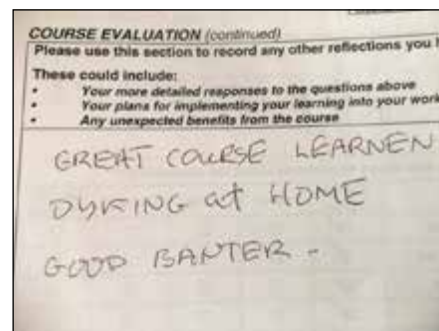 COURSE EVALUATION (continued)
Please use this section to record any other reflections you
These could include:
• Your more detailed responses to the questions above
• Your plans for implementing your learning into your work
• Any unexpected benefits from the course
GREAT COURSE LEARNEN
at HOME
GOOD BANTER..